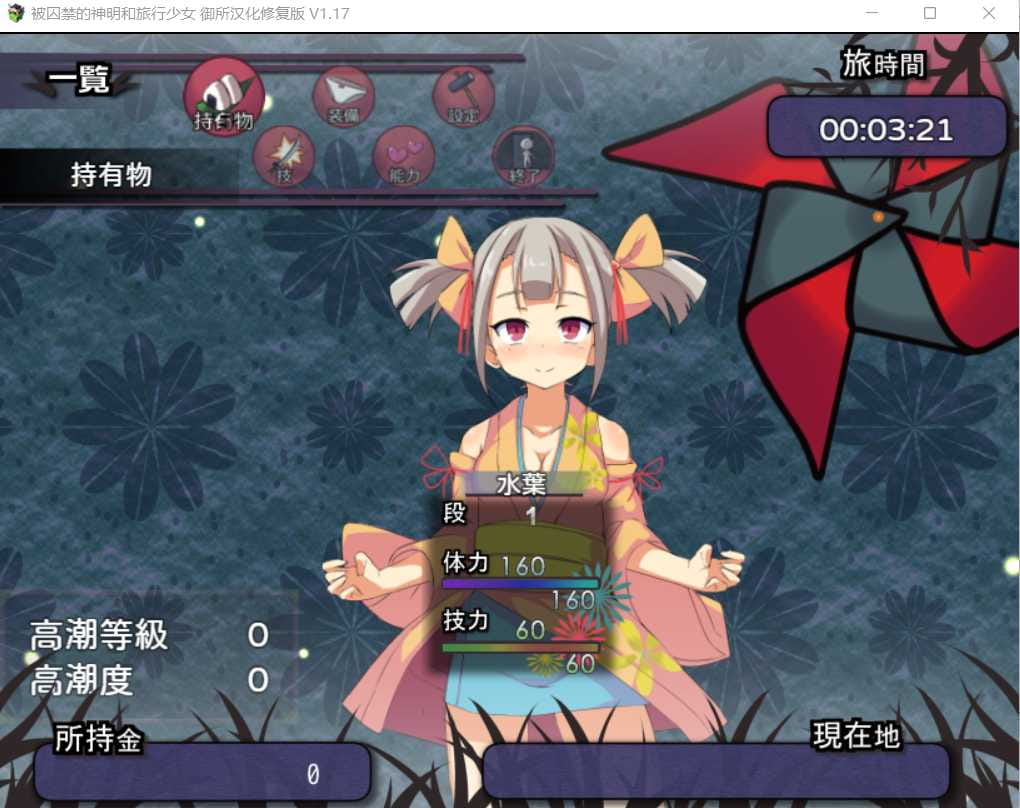 被囚禁的神明和旅行少女 御所汉化修复版 V1.17
一覧
持有物
装備
設定
技
能力
終了
持有物
旅時間
00:03:21
水葉
段 1
体力 160
160
技力 60
60
高潮等級 0
高潮度 0
所持金
0
現在地